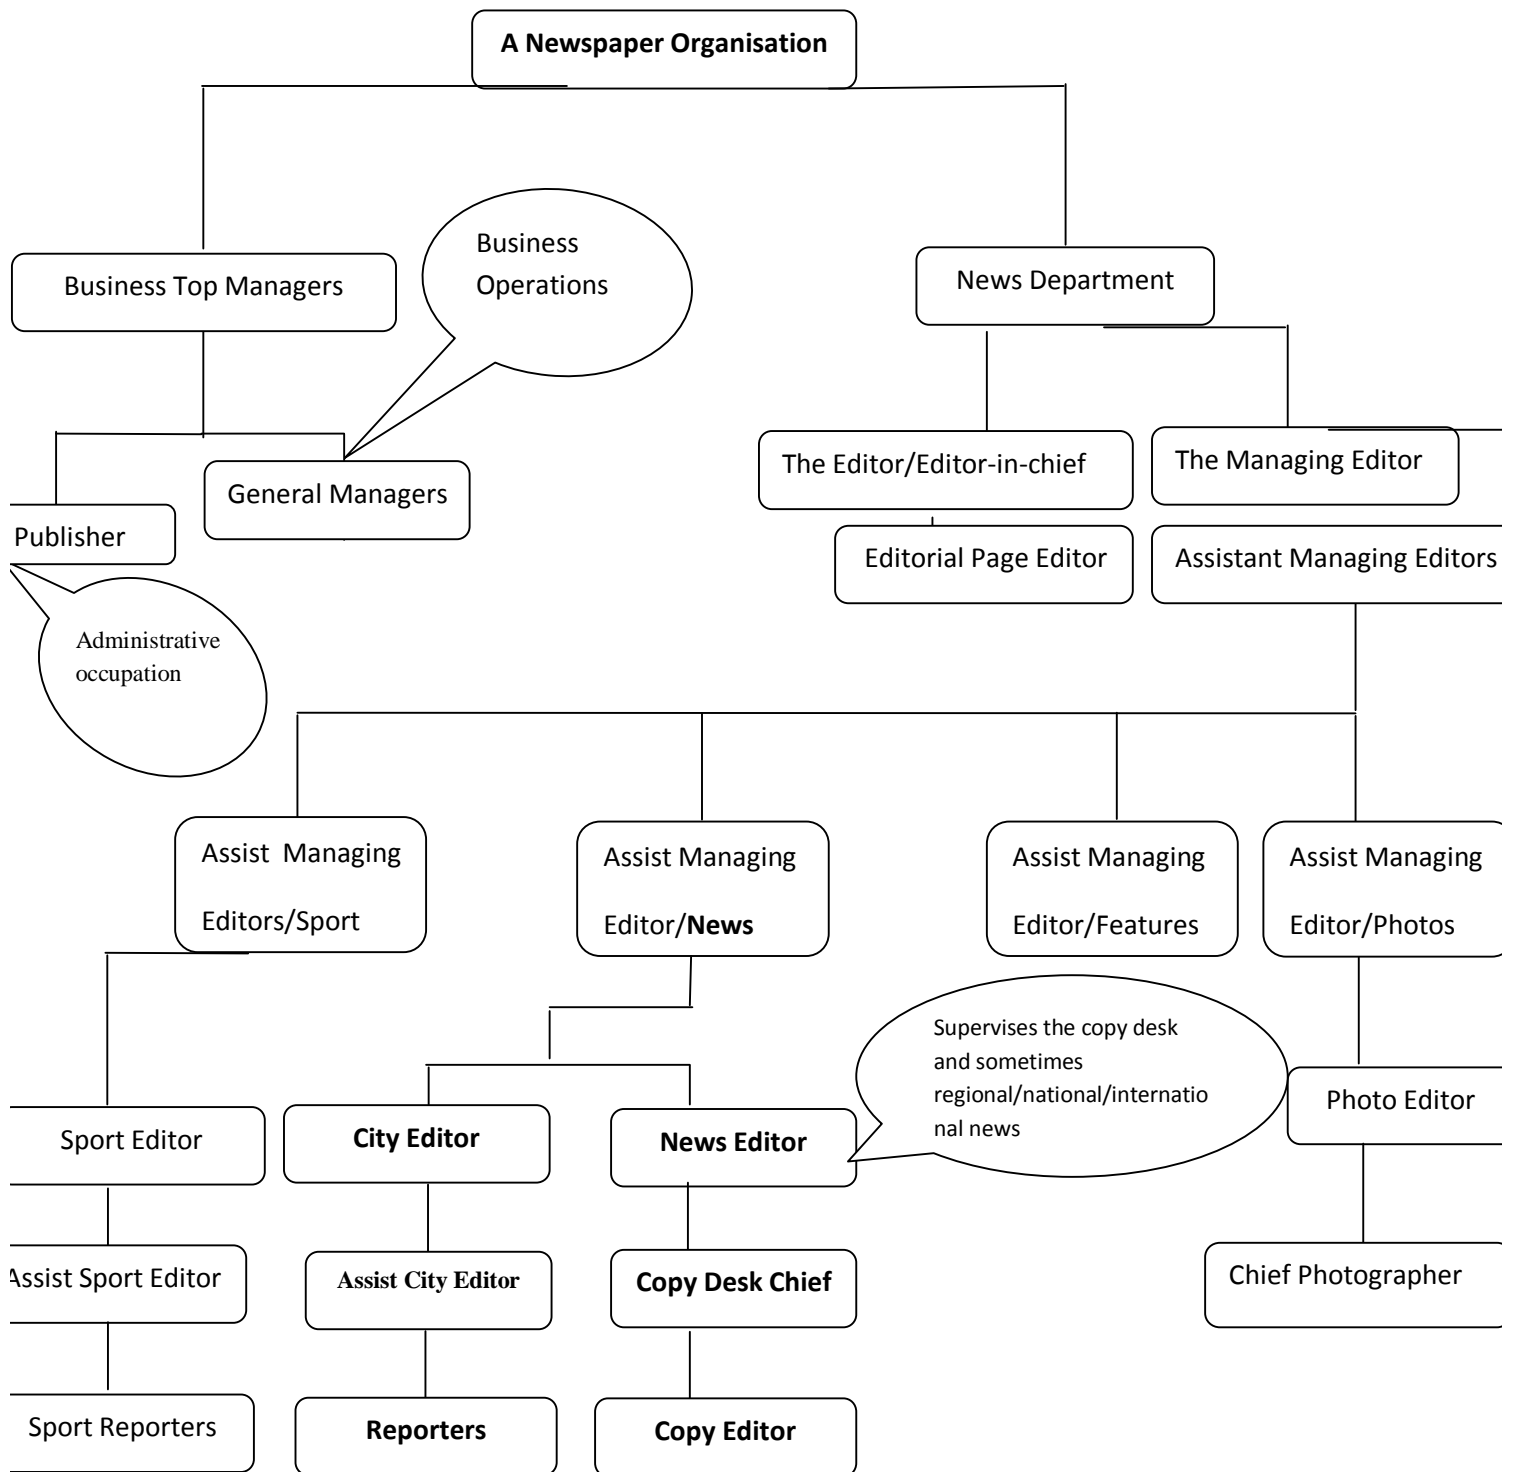 A Newspaper Organisation
Business
Operations
Business Top Managers
News Department
The Editor/Editor-in-chief
The Managing Editor
General Managers
Publisher
Editorial Page Editor
Assistant Managing Editors
Administrative
occupation
Assist Managing
Editors/Sport
Assist Managing
Editor/News
Assist Managing
Editor/Features
Assist Managing
Editor/Photos
Supervises the copy desk
and sometimes
regional/national/internatio
nal news
Sport Editor
City Editor
News Editor
Photo Editor
Assist Sport Editor
Assist City Editor
Copy Desk Chief
Chief Photographer
Sport Reporters
Reporters
Copy Editor